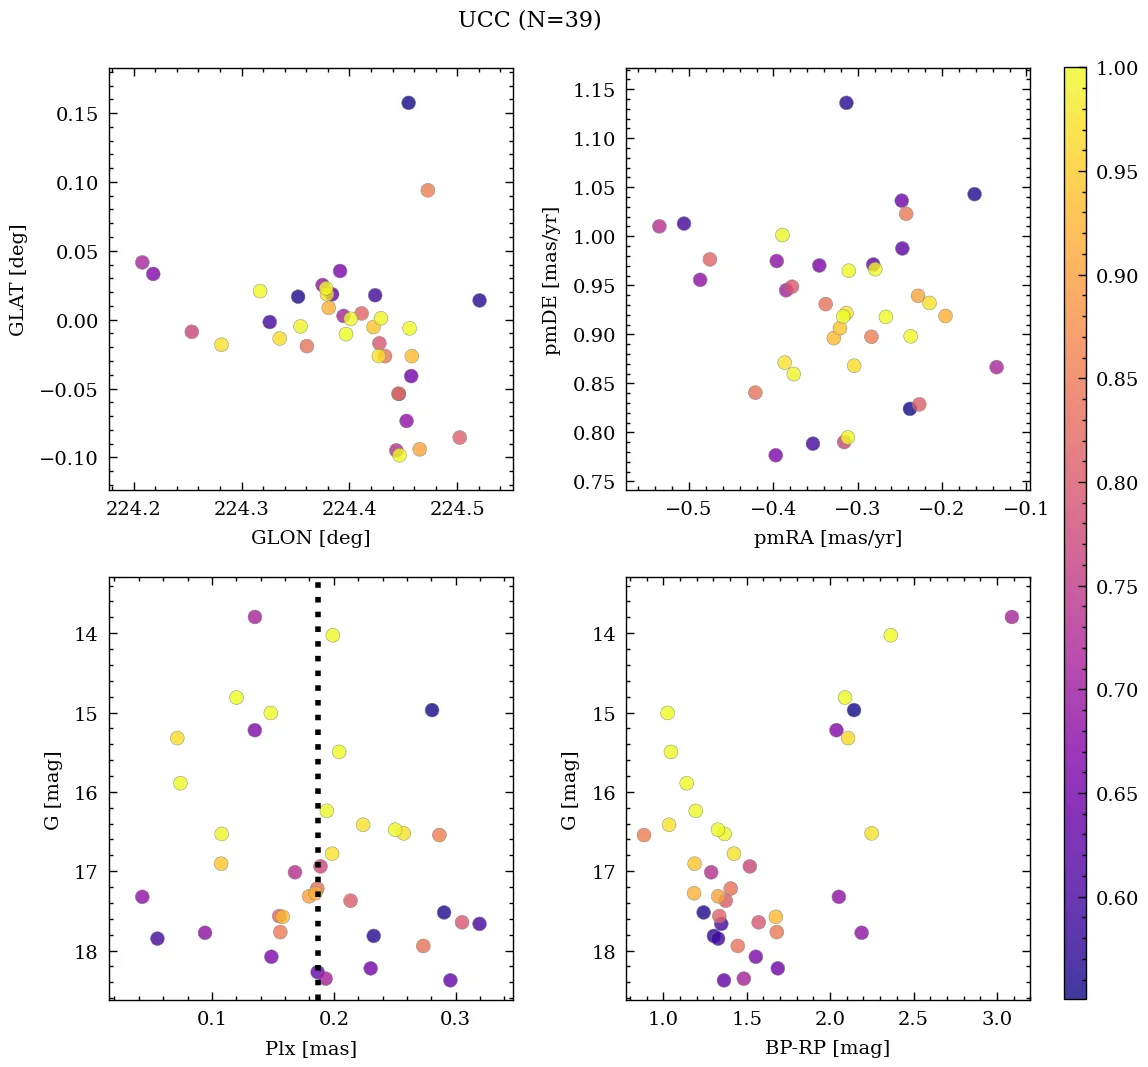 UCC (N=39)
0.15
0.10
0.05
0.00
−0.05
−0.10
GLAT [deg]
224.2 224.3 224.4 224.5
GLON [deg]
1.15
1.10
1.05
1.00
0.95
0.90
0.85
0.80
0.75
pmDE [mas/yr]
−0.5 −0.4 −0.3 −0.2 −0.1
pmRA [mas/yr]
14
15
16
17
18
G [mag]
0.1 0.2 0.3
Plx [mas]
14
15
16
17
18
G [mag]
1.0 1.5 2.0 2.5 3.0
BP-RP [mag]
1.00
0.95
0.90
0.85
0.80
0.75
0.70
0.65
0.60